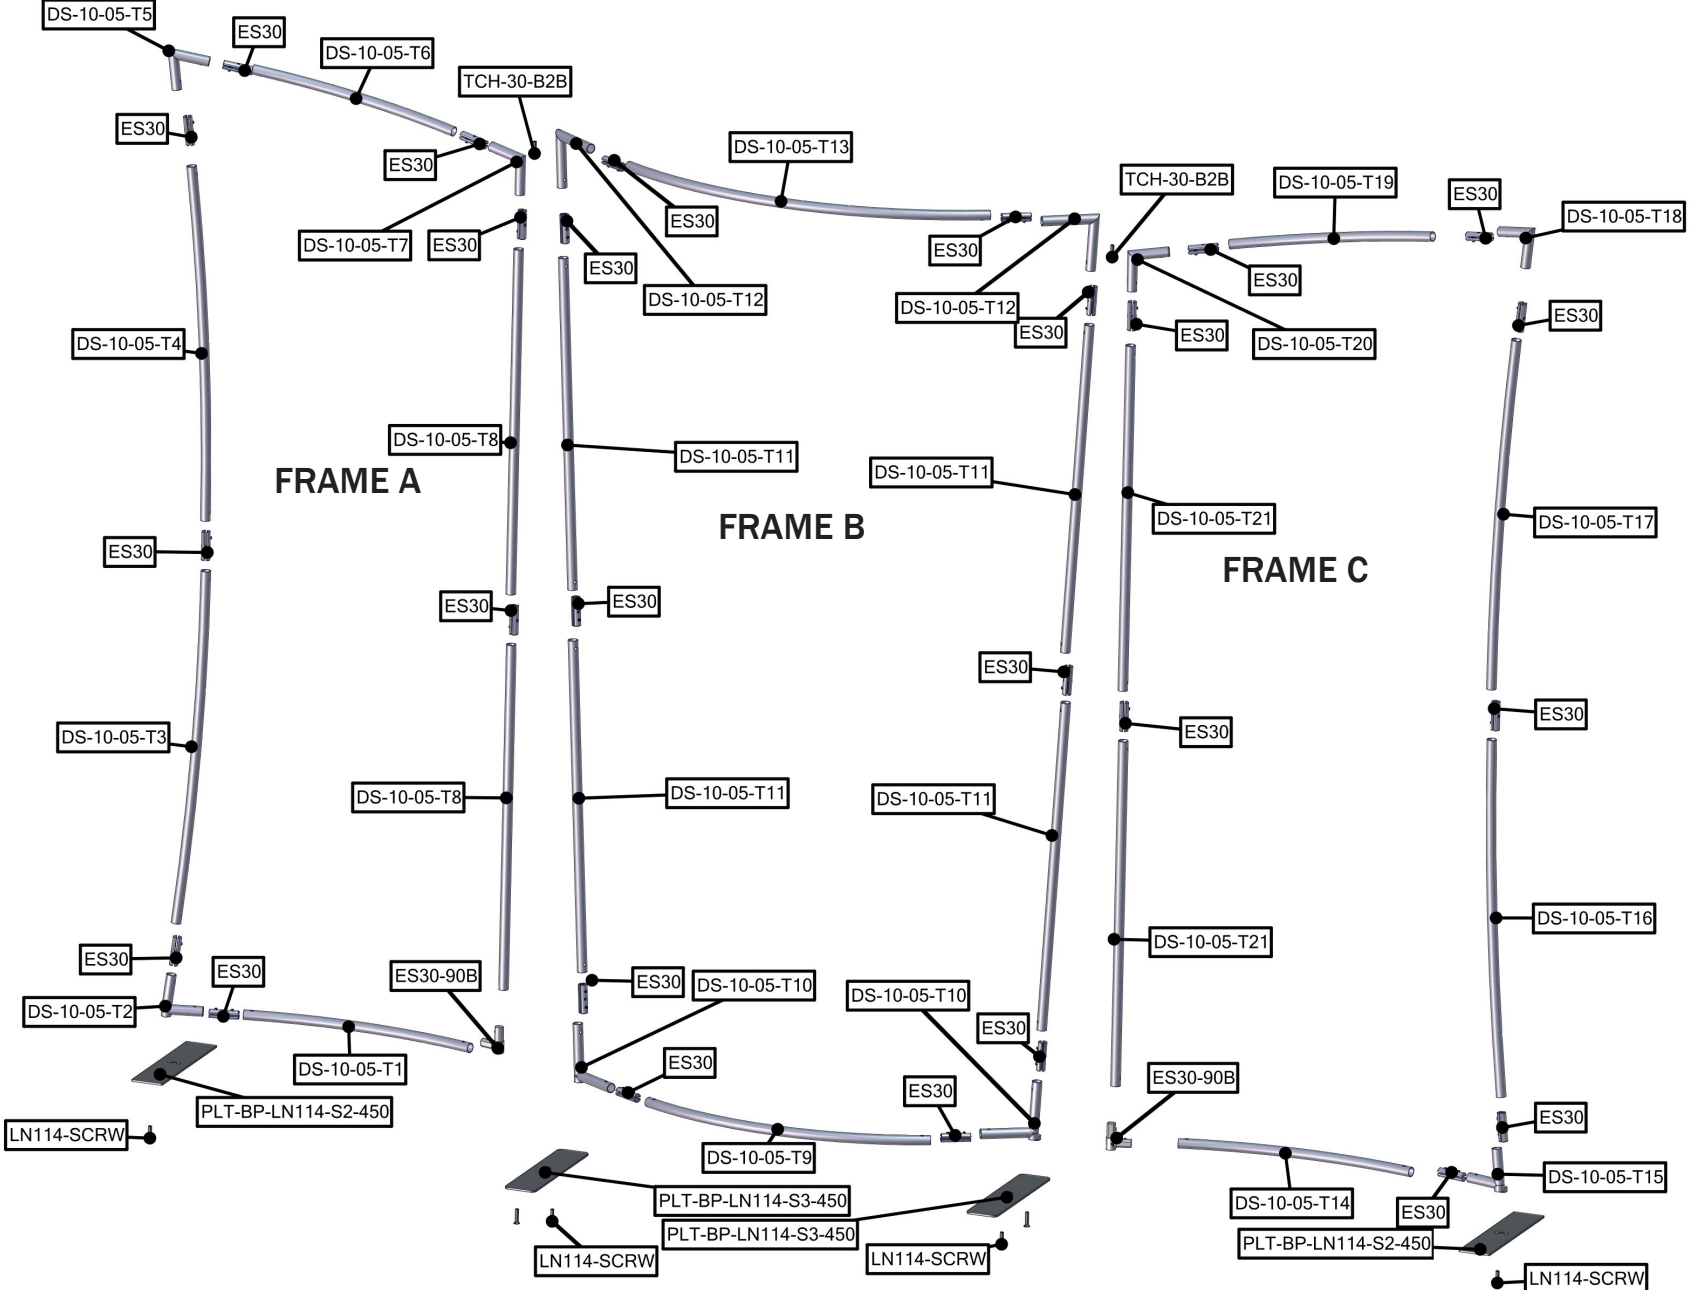 DS-10-05-T5
ES30
DS-10-05-T6
TCH-30-B2B
ES30
ES30
DS-10-05-T13
TCH-30-B2B
DS-10-05-T19
ES30
DS-10-05-T18
DS-10-05-T7
ES30
ES30
ES30
DS-10-05-T12
ES30
DS-10-05-T12
ES30
ES30
ES30
DS-10-05-T20
ES30
DS-10-05-T4
DS-10-05-T8
DS-10-05-T11
DS-10-05-T11
FRAME A
DS-10-05-T21
DS-10-05-T17
FRAME B
FRAME C
ES30
ES30
ES30
ES30
ES30
ES30
DS-10-05-T3
DS-10-05-T8
DS-10-05-T11
DS-10-05-T11
DS-10-05-T16
DS-10-05-T21
ES30
ES30
ES30-90B
ES30
DS-10-05-T10
DS-10-05-T10
DS-10-05-T2
ES30
DS-10-05-T1
ES30
ES30-90B
ES30
PLT-BP-LN114-S2-450
ES30
LN114-SCRW
DS-10-05-T9
DS-10-05-T15
PLT-BP-LN114-S3-450
DS-10-05-T14
ES30
PLT-BP-LN114-S3-450
PLT-BP-LN114-S2-450
LN114-SCRW
LN114-SCRW
LN114-SCRW